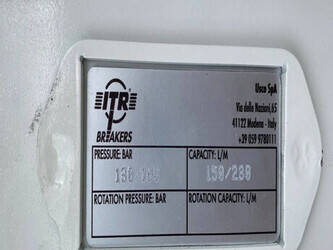 ITR
BREAKERS
Usco SpA
Via delle Nazioni,65
41122 Modena - Italy
+39 059 9780111
PRESSURE: BAR
CAPACITY: L/M
150/230
ROTATION PRESSURE: BAR
ROTATION CAPACITY: L/M